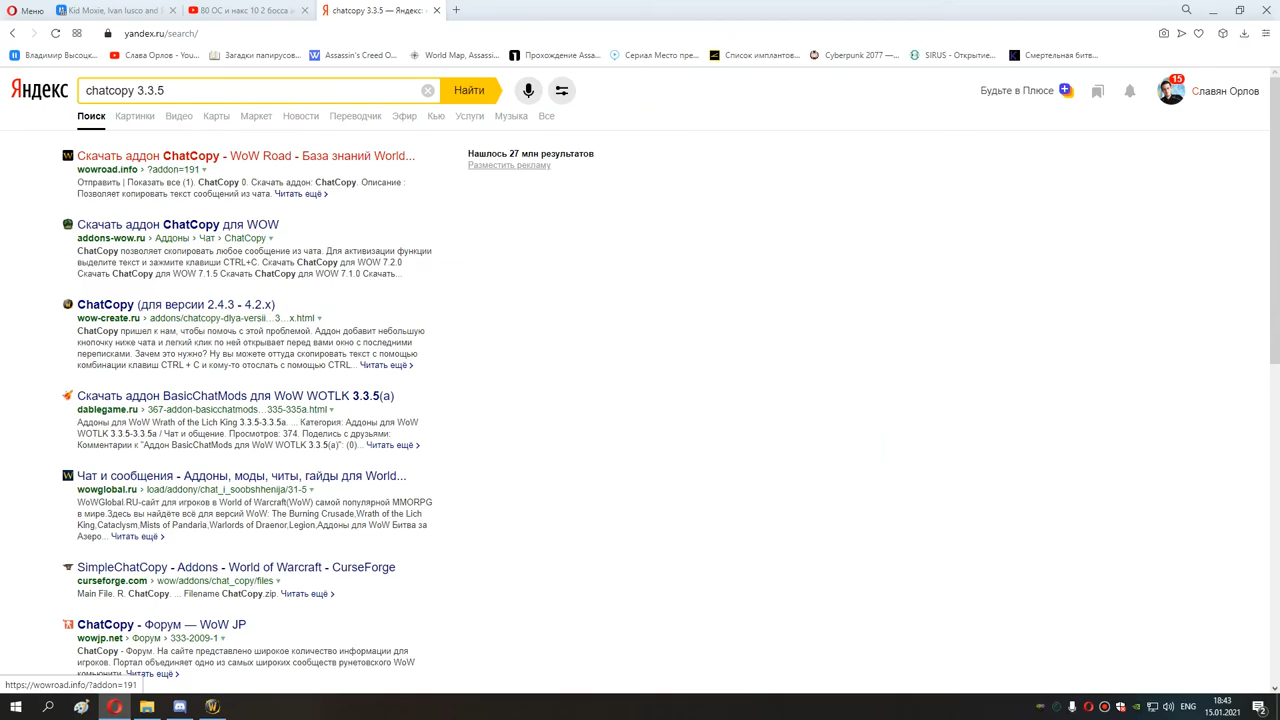 Меню
Kid Moxie, Ivan Iusco and
80 ОС и накс 10 2 босса и
chatcopy 3.3.5 — Яндекс:
yandex.ru/search/
Владимир Высоцк...
Слава Орлов - You...
Загадки папирусов...
Assassin's Creed O...
World Map, Assassi...
Прохождение Assa...
Сериал Место пре...
Список имплантов...
Cyberpunk 2077 —...
SIRUS - Открытие...
Смертельная битв...
Яндекс
chatcopy 3.3.5
Найти
Будьте в Плюсе
15
Славян Орлов
Поиск Картинки Видео Карты Маркет Новости Переводчик Эфир Кью Услуги Музыка Все
Скачать аддон ChatCopy - WoW Road - База знаний World...
wowroad.info › ?addon=191
Отправить | Показать все (1). ChatCopy 0. Скачать аддон: ChatCopy. Описание :
Позволяет копировать текст сообщений из чата. Читать ещё ›
Нашлось 27 млн результатов
Разместить рекламу
Скачать аддон ChatCopy для WOW
addons-wow.ru › Аддоны › Чат › ChatCopy
ChatCopy позволяет скопировать любое сообщение из чата. Для активизации функции
выделите текст и зажмите клавиши CTRL+C. Скачать ChatCopy для WOW 7.2.0
Скачать ChatCopy для WOW 7.1.5 Скачать ChatCopy для WOW 7.1.0 Скачать...
ChatCopy (для версии 2.4.3 - 4.2.x)
wow-create.ru › addons/chatcopy-dlya-versii...3...x.html
ChatCopy пришел к нам, чтобы помочь с этой проблемой. Аддон добавит небольшую
кнопочку ниже чата и легкий клик по ней открывает перед вами окно с последними
переписками. Зачем это нужно? Ну вы можете оттуда скопировать текст с помощью
комбинации клавиш CTRL + C и кому-то отослать с помощью CTRL... Читать ещё ›
Скачать аддон BasicChatMods для WoW WOTLK 3.3.5(а)
dablegame.ru › 367-addon-basicchatmods...335-335a.html
Аддоны для WoW Wrath of the Lich King 3.3.5-3.3.5a. ... Категория: Аддоны для WoW
WOTLK 3.3.5-3.3.5a / Чат и общение. Просмотров: 374. Поделись с друзьями:
Комментарии к "Аддон BasicChatMods для WoW WOTLK 3.3.5(а)": (0)... Читать ещё ›
Чат и сообщения - Аддоны, моды, читы, гайды для World...
wowglobal.ru › load/addony/chat_i_soobshhenija/31-5
WoWGlobal.RU-сайт для игроков в World of Warcraft(WoW) самой популярной MMORPG
в мире.Здесь вы найдёте всё для версий WoW: The Burning Crusade,Wrath of the Lich
King,Cataclysm,Mists of Pandaria,Warlords of Draenor,Legion,Аддоны для WoW Битва за
Азеро... Читать ещё ›
SimpleChatCopy - Addons - World of Warcraft - CurseForge
curseforge.com › wow/addons/chat_copy/files
Main File. R. ChatCopy. ... Filename ChatCopy.zip. Читать ещё ›
ChatCopy - Форум — WoW JP
wowjp.net › Форум › 333-2009-1
ChatCopy - Форум. На сайте представлено широкое количество информации для
игроков. Портал объединяет одно из самых широких сообществ рунетовского WoW
комьюнити. Читать ещё ›
https://wowroad.info/?addon=191
ENG
18:43
15.01.2021
2